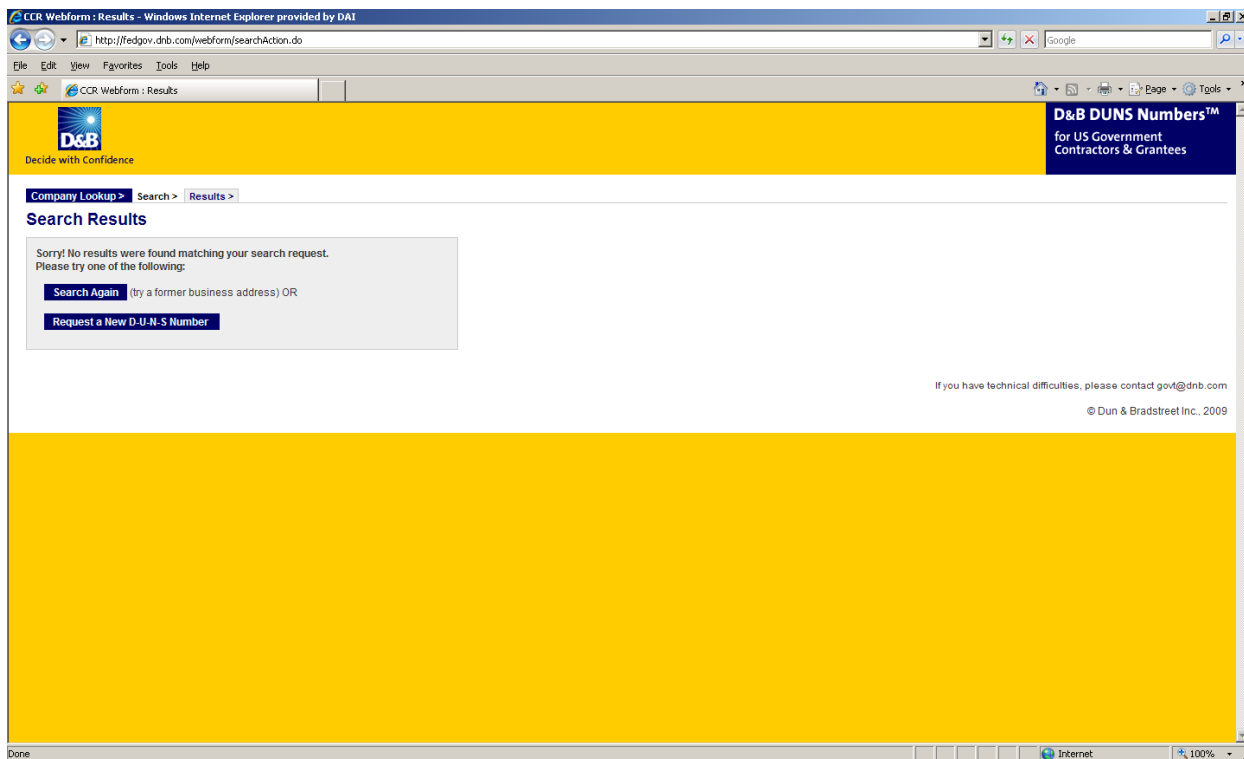 CCR Webform : Results - Windows Internet Explorer provided by DAI
http://fedgov.dnb.com/webform/searchAction.do
Google
File Edit View Favorites Tools Help
CCR Webform : Results
Page Tools
D&B
Decide with Confidence
D&B DUNS Numbers™
for US Government
Contractors & Grantees
Company Lookup > Search > Results >
Search Results
Sorry! No results were found matching your search request.
Please try one of the following:
Search Again (try a former business address) OR
Request a New D-U-N-S Number
If you have technical difficulties, please contact govt@dnb.com
© Dun & Bradstreet Inc., 2009
Done
Internet
100%